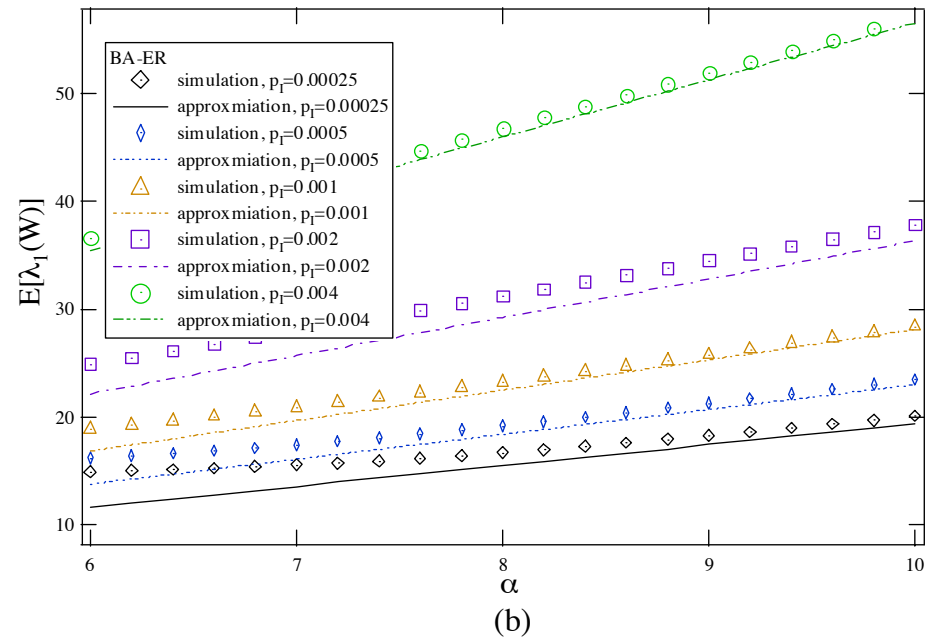 BA-ER
simulation, p_I=0.00025
approxmiation, p_I=0.00025
simulation, p_I=0.0005
approxmiation, p_I=0.0005
simulation, p_I=0.001
approxmiation, p_I=0.001
simulation, p_I=0.002
approxmiation, p_I=0.002
simulation, p_I=0.004
approxmiation, p_I=0.004
E[λ₁(W)]
50
40
30
20
10
6
7
8
9
10
α
(b)